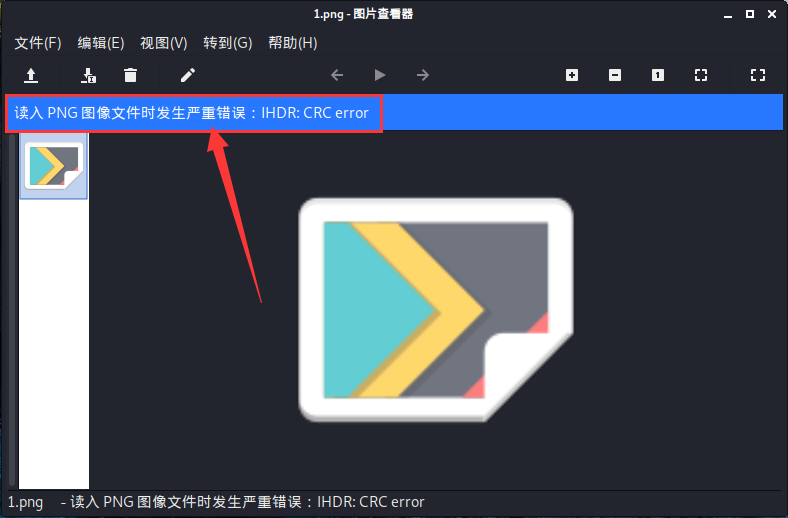 1.png - 图片查看器
文件(F) 编辑(E) 视图(V) 转到(G) 帮助(H)
读入 PNG 图像文件时发生严重错误：IHDR: CRC error
1.png - 读入 PNG 图像文件时发生严重错误：IHDR: CRC error